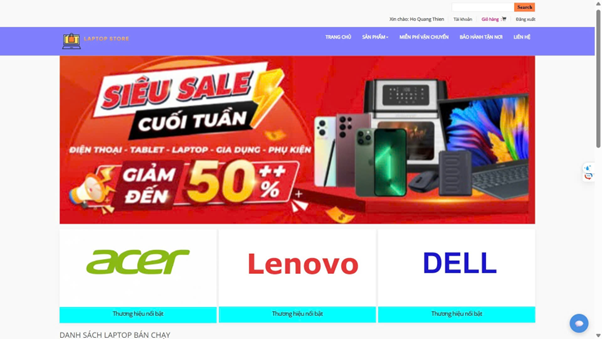 Search
Xin-chào: Ho Quang Thien Tài khoản Giỏ hàng Đăng xuất
LAPTOP STORE TRANG CHỦ SẢN PHẨM MIỄN PHÍ VẬN CHUYỂN BẢO HÀNH TẬN NƠI LIÊN HỆ
SIÊU SALE
CUỐI TUẦN
ĐIỆN THOẠI - TABLET - LAPTOP - GIA DỤNG - PHỤ KIỆN
GIẢM
ĐẾN 50%++
acer Lenovo DELL
Thương hiệu nổi bật Thương hiệu nổi bật Thương hiệu nổi bật
DANH SÁCH LAPTOP BÁN CHẠY